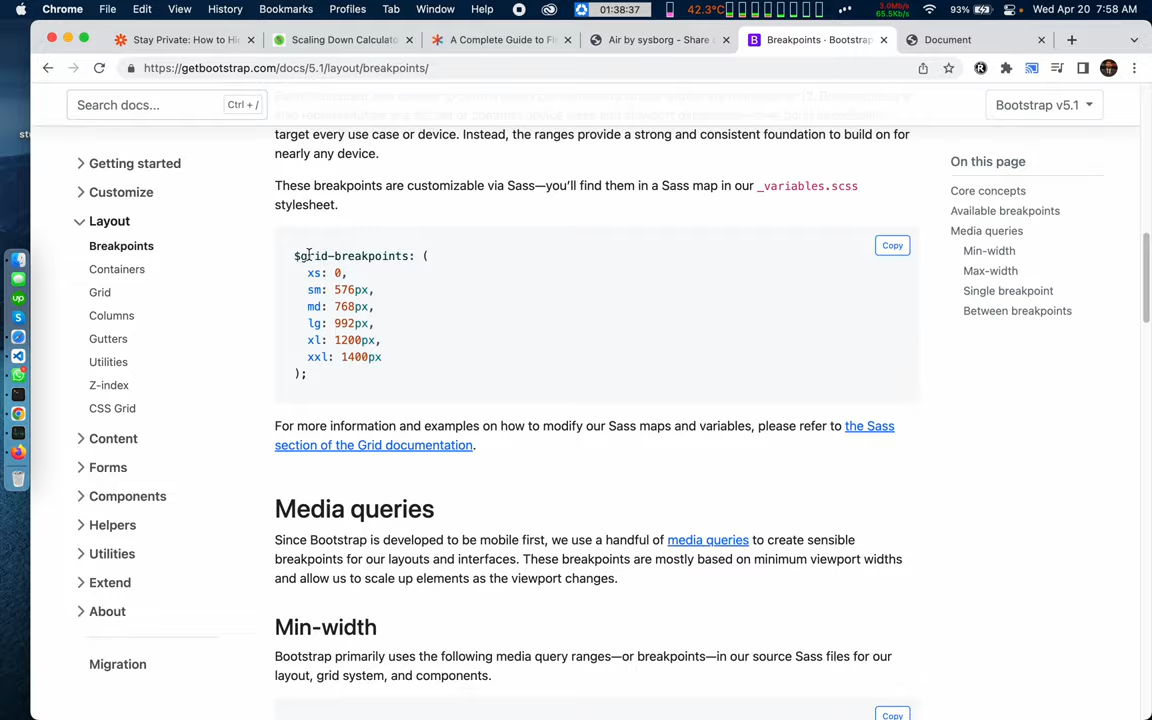 Chrome File Edit View History Bookmarks Profiles Tab Window Help 01:38:37 42.3°C 3.0Mb/s 65.5Kb/s 93% Wed Apr 20 7:58 AM
Stay Private: How to Hi
Scaling Down Calculato
A Complete Guide to Fl
Air by sysborg - Share
Breakpoints · Bootstrap
Document
https://getbootstrap.com/docs/5.1/layout/breakpoints/
Search docs... Ctrl + /
Bootstrap v5.1
Getting started
Customize
Layout
Breakpoints
Containers
Grid
Columns
Gutters
Utilities
Z-index
CSS Grid
Content
Forms
Components
Helpers
Utilities
Extend
About
Migration
target every use case or device. Instead, the ranges provide a strong and consistent foundation to build on for
nearly any device.
These breakpoints are customizable via Sass—you'll find them in a Sass map in our _variables.scss
stylesheet.
Copy
$grid-breakpoints: (
xs: 0,
sm: 576px,
md: 768px,
lg: 992px,
xl: 1200px,
xxl: 1400px
);
For more information and examples on how to modify our Sass maps and variables, please refer to the Sass
section of the Grid documentation.
Media queries
Since Bootstrap is developed to be mobile first, we use a handful of media queries to create sensible
breakpoints for our layouts and interfaces. These breakpoints are mostly based on minimum viewport widths
and allow us to scale up elements as the viewport changes.
Min-width
Bootstrap primarily uses the following media query ranges—or breakpoints—in our source Sass files for our
layout, grid system, and components.
Copy
On this page
Core concepts
Available breakpoints
Media queries
Min-width
Max-width
Single breakpoint
Between breakpoints